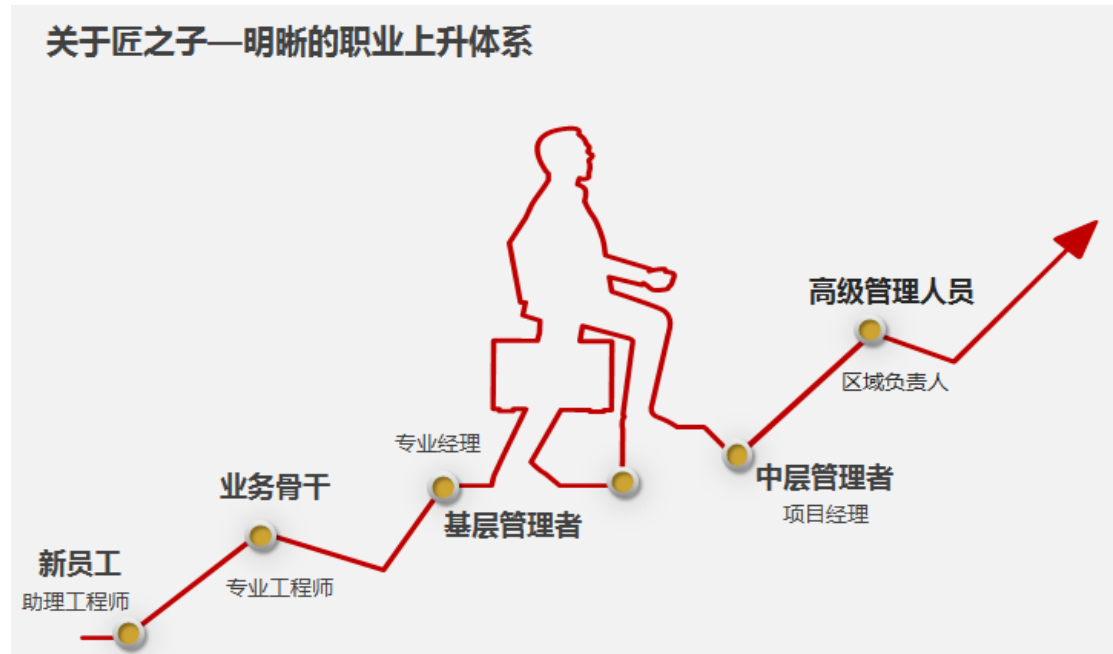 关于匠之子—明晰的职业上升体系
新员工
助理工程师
业务骨干
专业工程师
专业经理
基层管理者
中层管理者
项目经理
高级管理人员
区域负责人